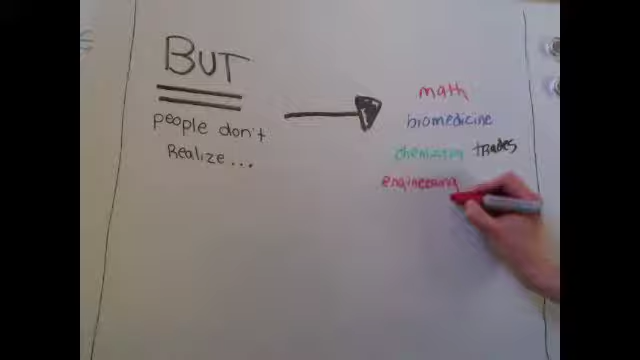 BUT
people don't
Realize...
math
biomedicine
chemistry trades
engineering